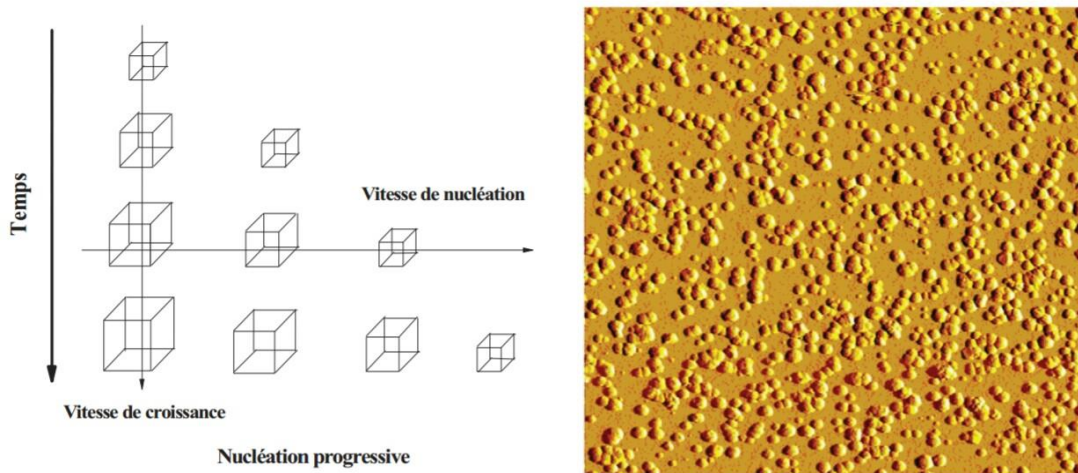 Temps
Vitesse de nucléation
Vitesse de croissance
Nucléation progressive